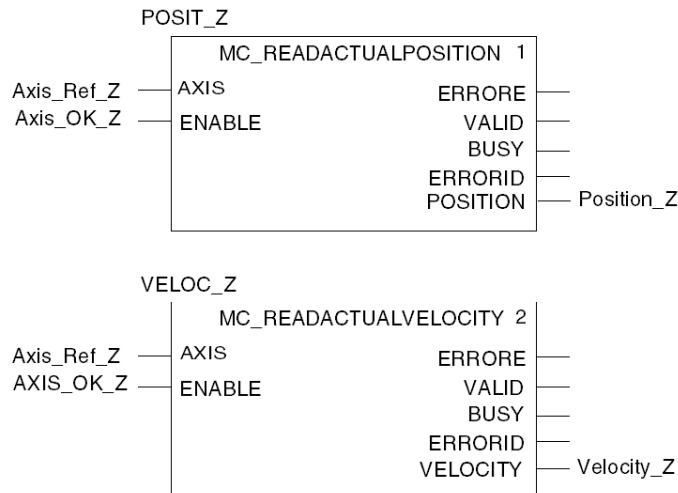 POSIT_Z
MC_READACTUALPOSITION 1
Axis_Ref_Z AXIS
ERRORE
Axis_OK_Z ENABLE VALID
BUSY
ERRORID
POSITION Position_Z
VELOC_Z
MC_READACTUALVELOCITY 2
Axis_Ref_Z AXIS ERRORE
AXIS_OK_Z ENABLE VALID
BUSY
ERRORID
VELOCITY Velocity_Z